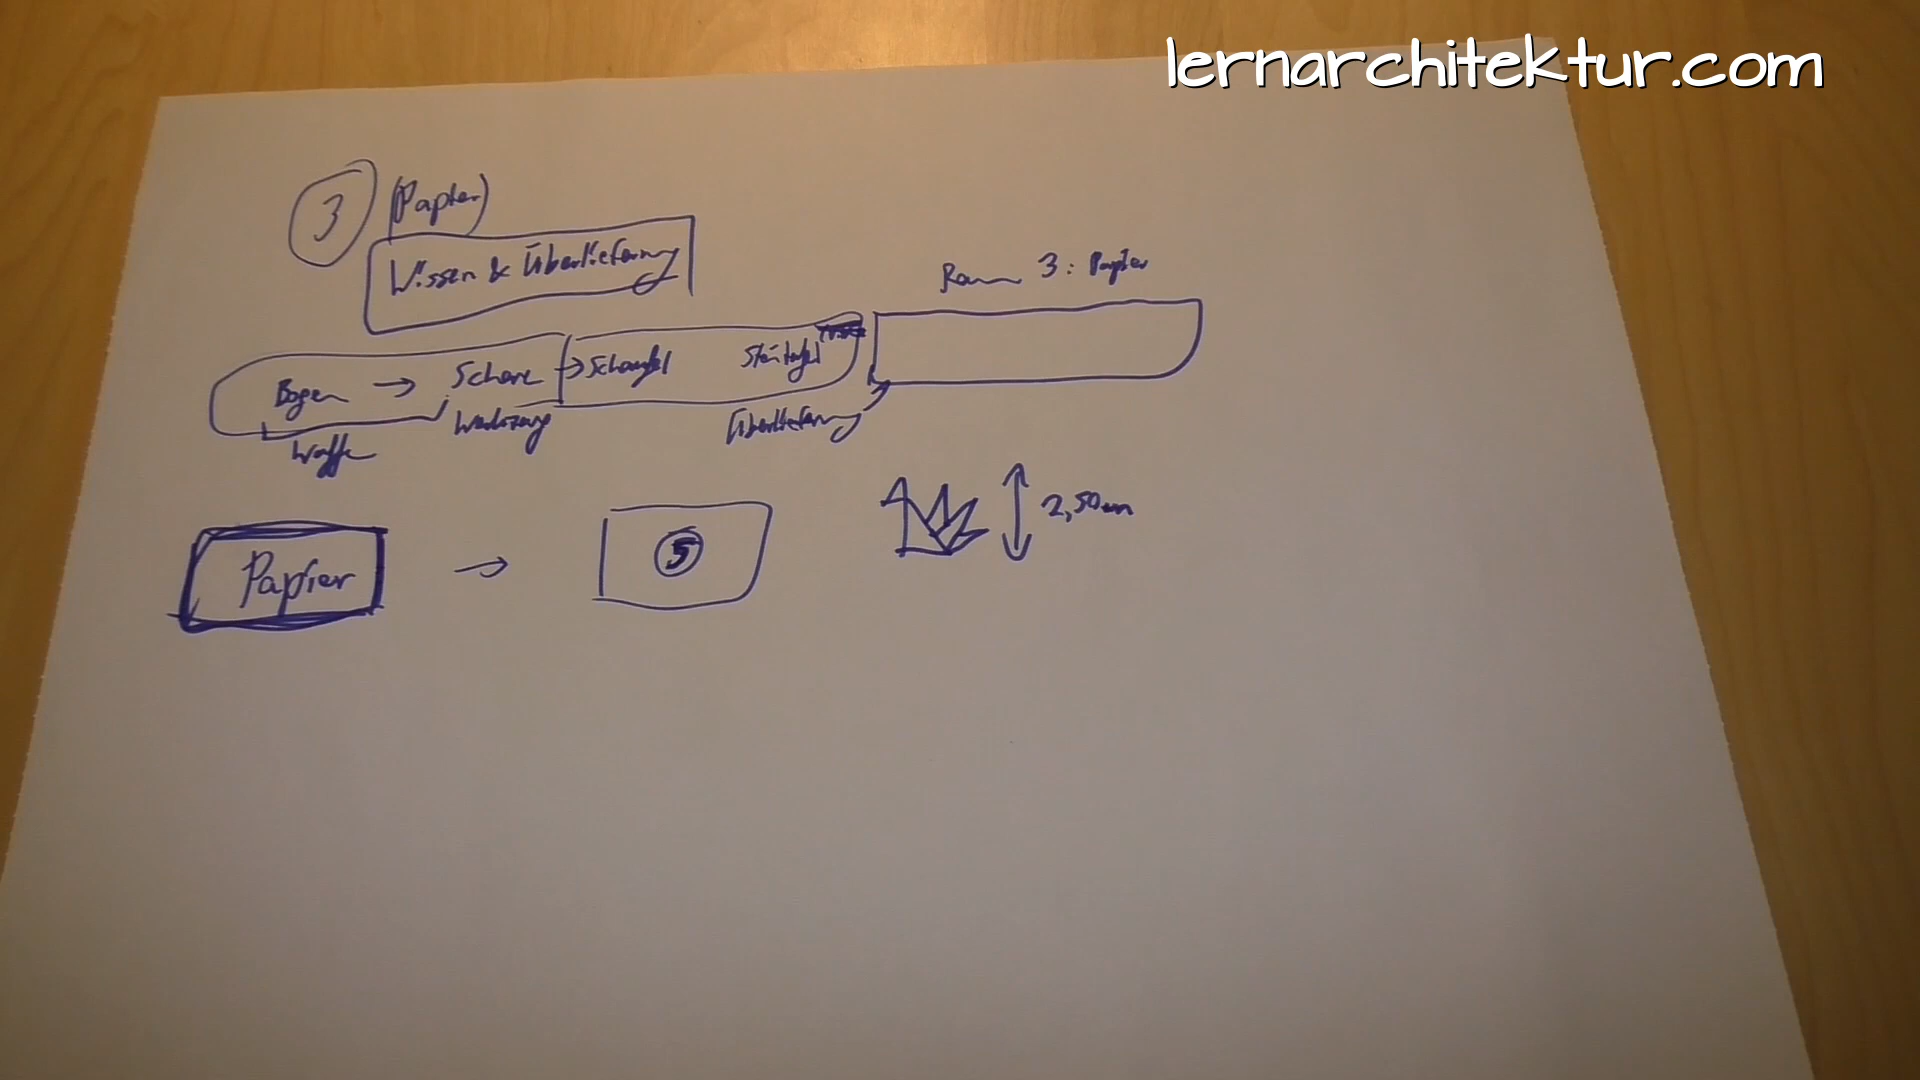 lernarchitektur.com
3 (Papier)
Wissen & Überlieferung
Raum 3: Papier
Bogen → Schere → Schaufel Steintafel
Waffe Werkzeug Überlieferung
Papier → 5
2,50m